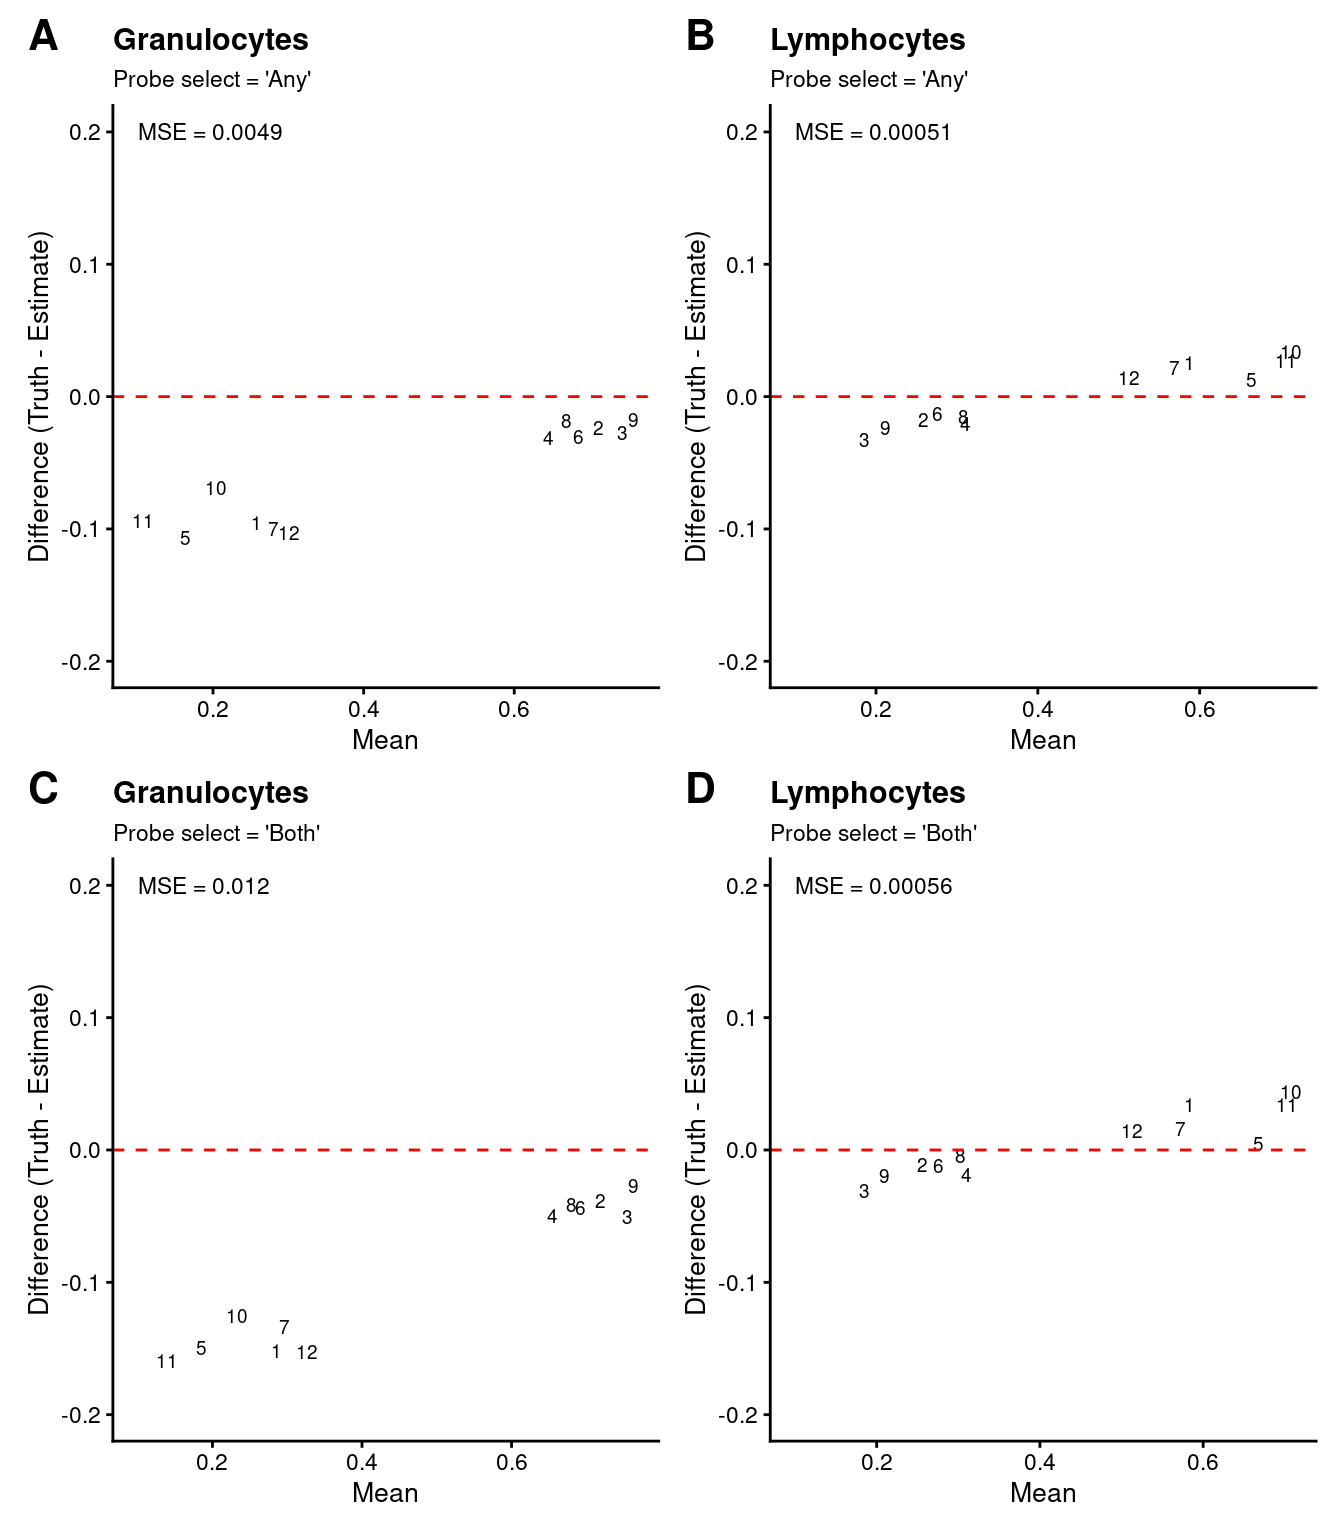 A Granulocytes
Probe select = 'Any'
MSE = 0.0049
Difference (Truth - Estimate)
0.2
0.1
0.0
-0.1
-0.2
8 9
4 6 2 3
10
11 5 1 7 12
0.2 0.4 0.6
Mean
B Lymphocytes
Probe select = 'Any'
MSE = 0.00051
Difference (Truth - Estimate)
0.2
0.1
0.0
-0.1
-0.2
10
12 7 1 5 11
3 9 2 6 8 4
0.2 0.4 0.6
Mean
C Granulocytes
Probe select = 'Both'
MSE = 0.012
Difference (Truth - Estimate)
0.2
0.1
0.0
-0.1
-0.2
9
4 8 6 2 3
10 7
11 5 1 12
0.2 0.4 0.6
Mean
D Lymphocytes
Probe select = 'Both'
MSE = 0.00056
Difference (Truth - Estimate)
0.2
0.1
0.0
-0.1
-0.2
10
1 11
12 7 5
3 9 2 6 8 4
0.2 0.4 0.6
Mean